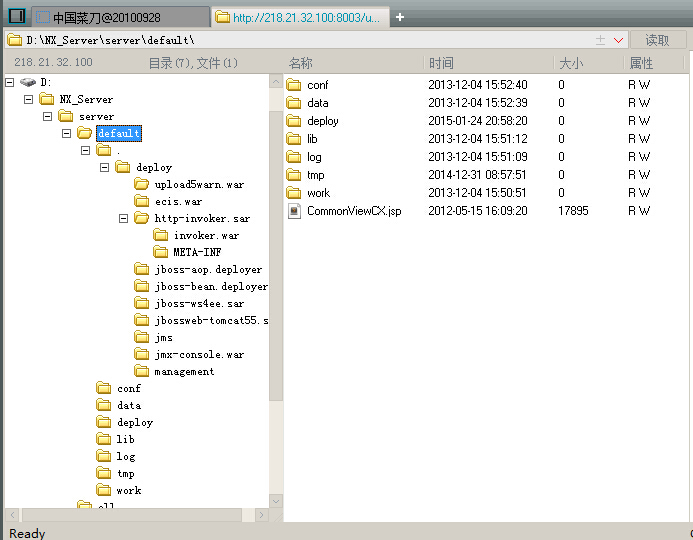 中国菜刀@20100928
http://218.21.32.100:8003/u...
D:\NX_Server\server\default\
读取
218.21.32.100 目录(7),文件(1)
名称 时间 大小 属性
D:
NX_Server
server
default
.
deploy
upload5warn.war
ecis.war
http-invoker.sar
invoker.war
META-INF
jboss-aop.deployer
jboss-bean.deployer
jboss-ws4ee.sar
jbossweb-tomcat55.s
jms
jmx-console.war
management
conf
data
deploy
lib
log
tmp
work
conf 2013-12-04 15:52:40 0 R W
data 2013-12-04 15:52:39 0 R W
deploy 2015-01-24 20:58:20 0 R W
lib 2013-12-04 15:51:12 0 R W
log 2013-12-04 15:51:09 0 R W
tmp 2014-12-31 08:57:51 0 R W
work 2013-12-04 15:50:51 0 R W
CommonViewCX.jsp 2012-05-15 16:09:20 17895 R W
Ready